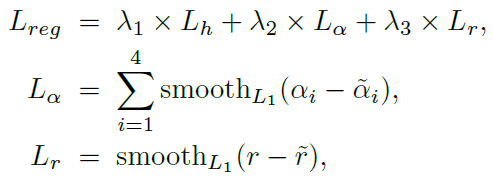 L_{reg} = λ_1 × L_h + λ_2 × L_α + λ_3 × L_r,
L_α = \sum_{i=1}^{4} smooth_{L_1}(α_i − \tilde{α}_i),
L_r = smooth_{L_1}(r − \tilde{r}),